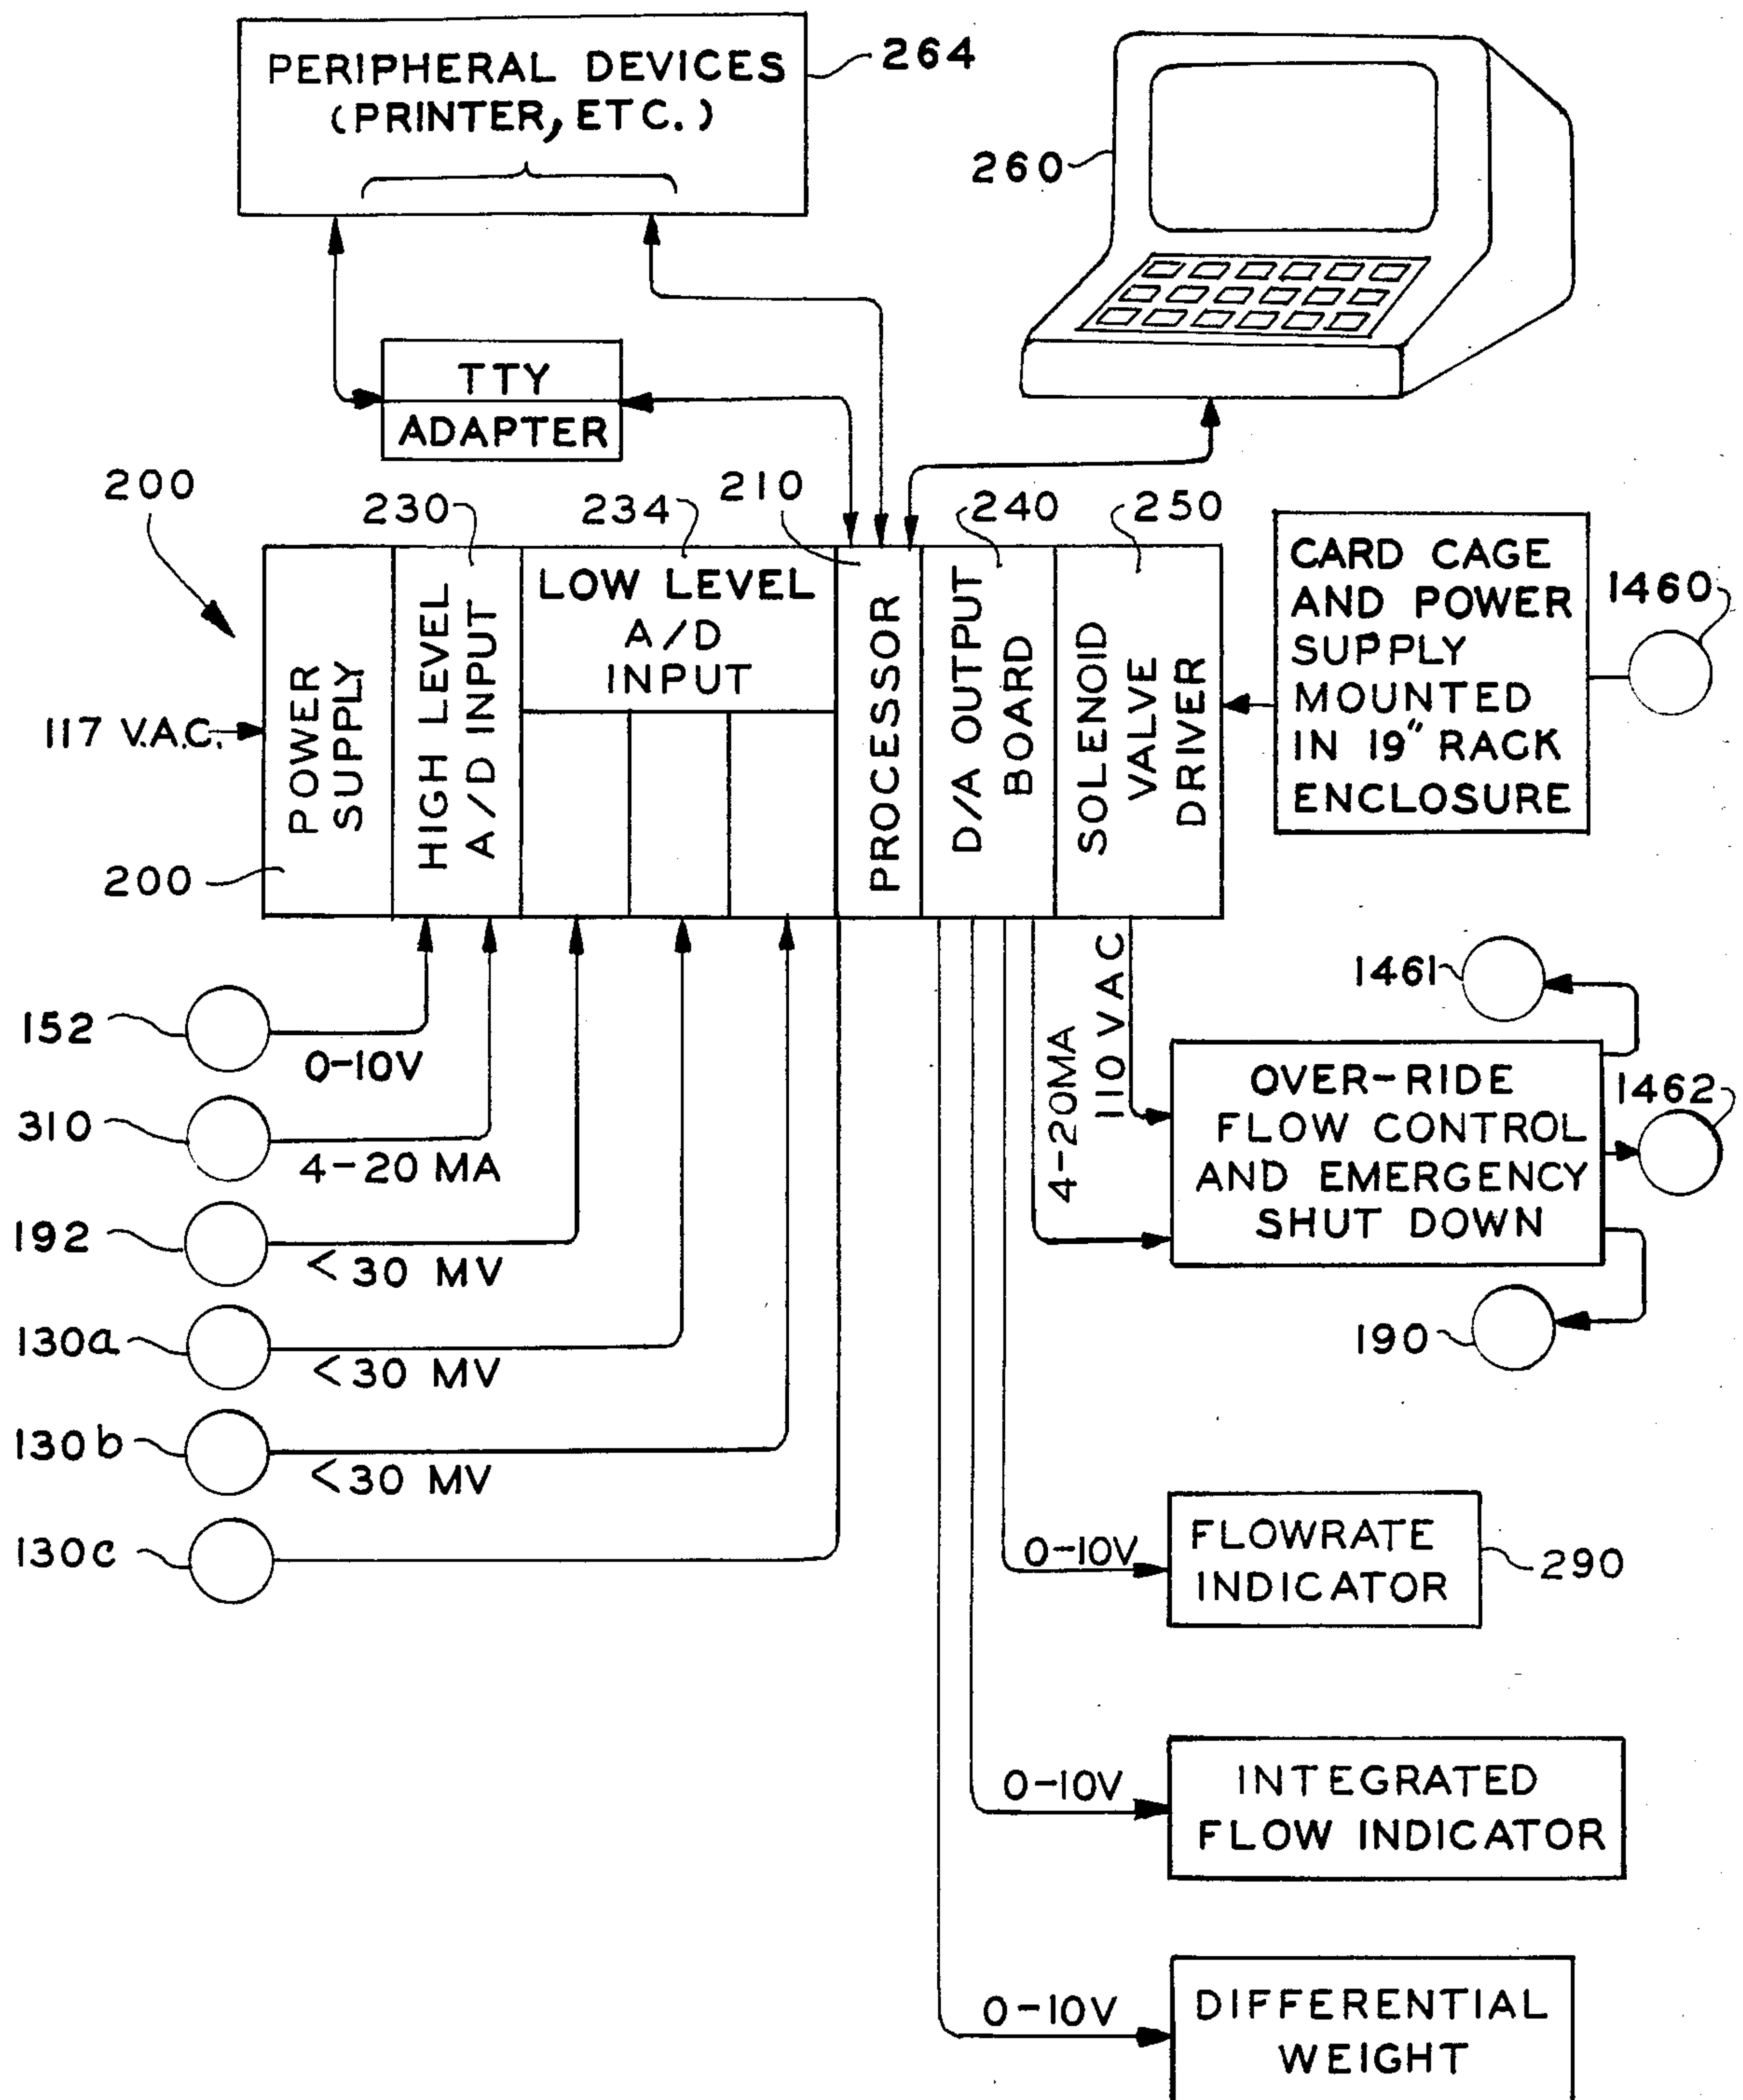 PERIPHERAL DEVICES
(PRINTER, ETC.)
264
260
TTY
ADAPTER
200
230
234
210
240
250
117 V.A.C.
POWER
SUPPLY
200
HIGH LEVEL
A/D INPUT
LOW LEVEL
A/D
INPUT
PROCESSOR
D/A OUTPUT
BOARD
SOLENOID
VALVE
DRIVER
CARD CAGE
AND POWER
SUPPLY
MOUNTED
IN 19" RACK
ENCLOSURE
1460
152
0-10V
310
4-20 MA
192
<30 MV
130a
<30 MV
130b
<30 MV
130c
4-20MA
110 VAC
OVER-RIDE
FLOW CONTROL
AND EMERGENCY
SHUT DOWN
1461
1462
190
0-10V
FLOWRATE
INDICATOR
290
0-10V
INTEGRATED
FLOW INDICATOR
0-10V
DIFFERENTIAL
WEIGHT